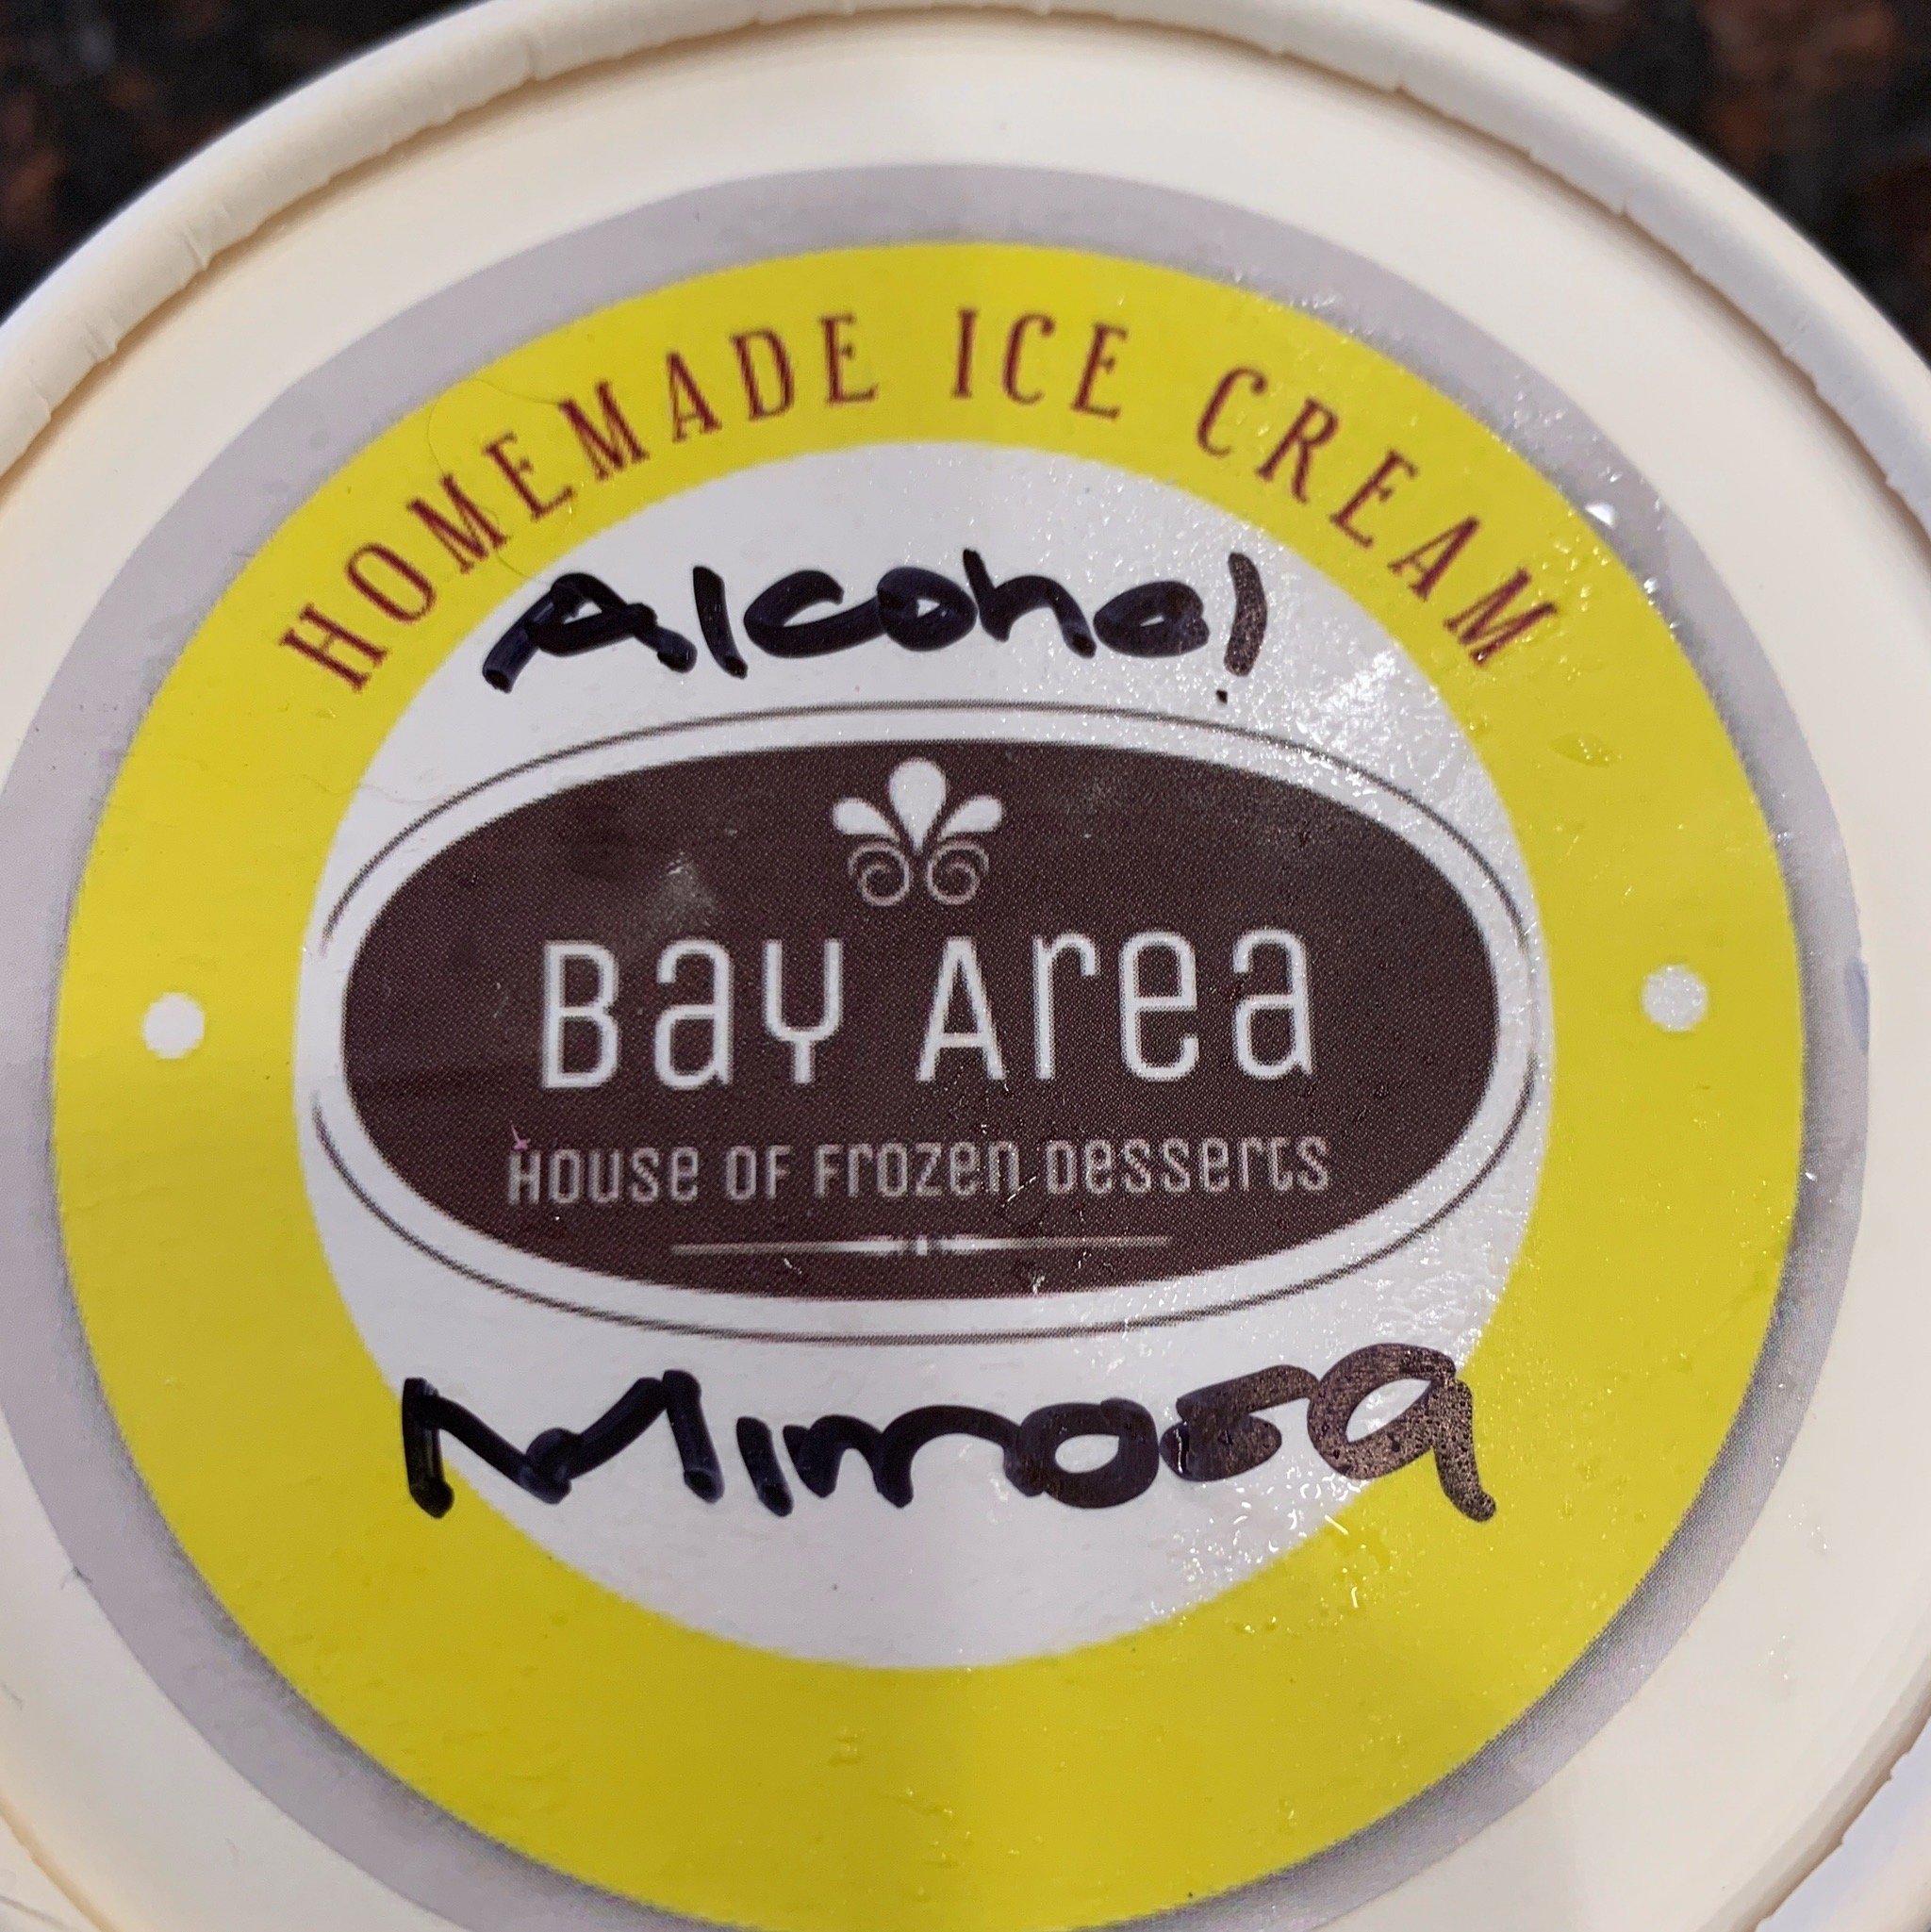 HOMEMADE ICE CREAM
Alcohol
Bay Area
House of Frozen Desserts
Mimosa